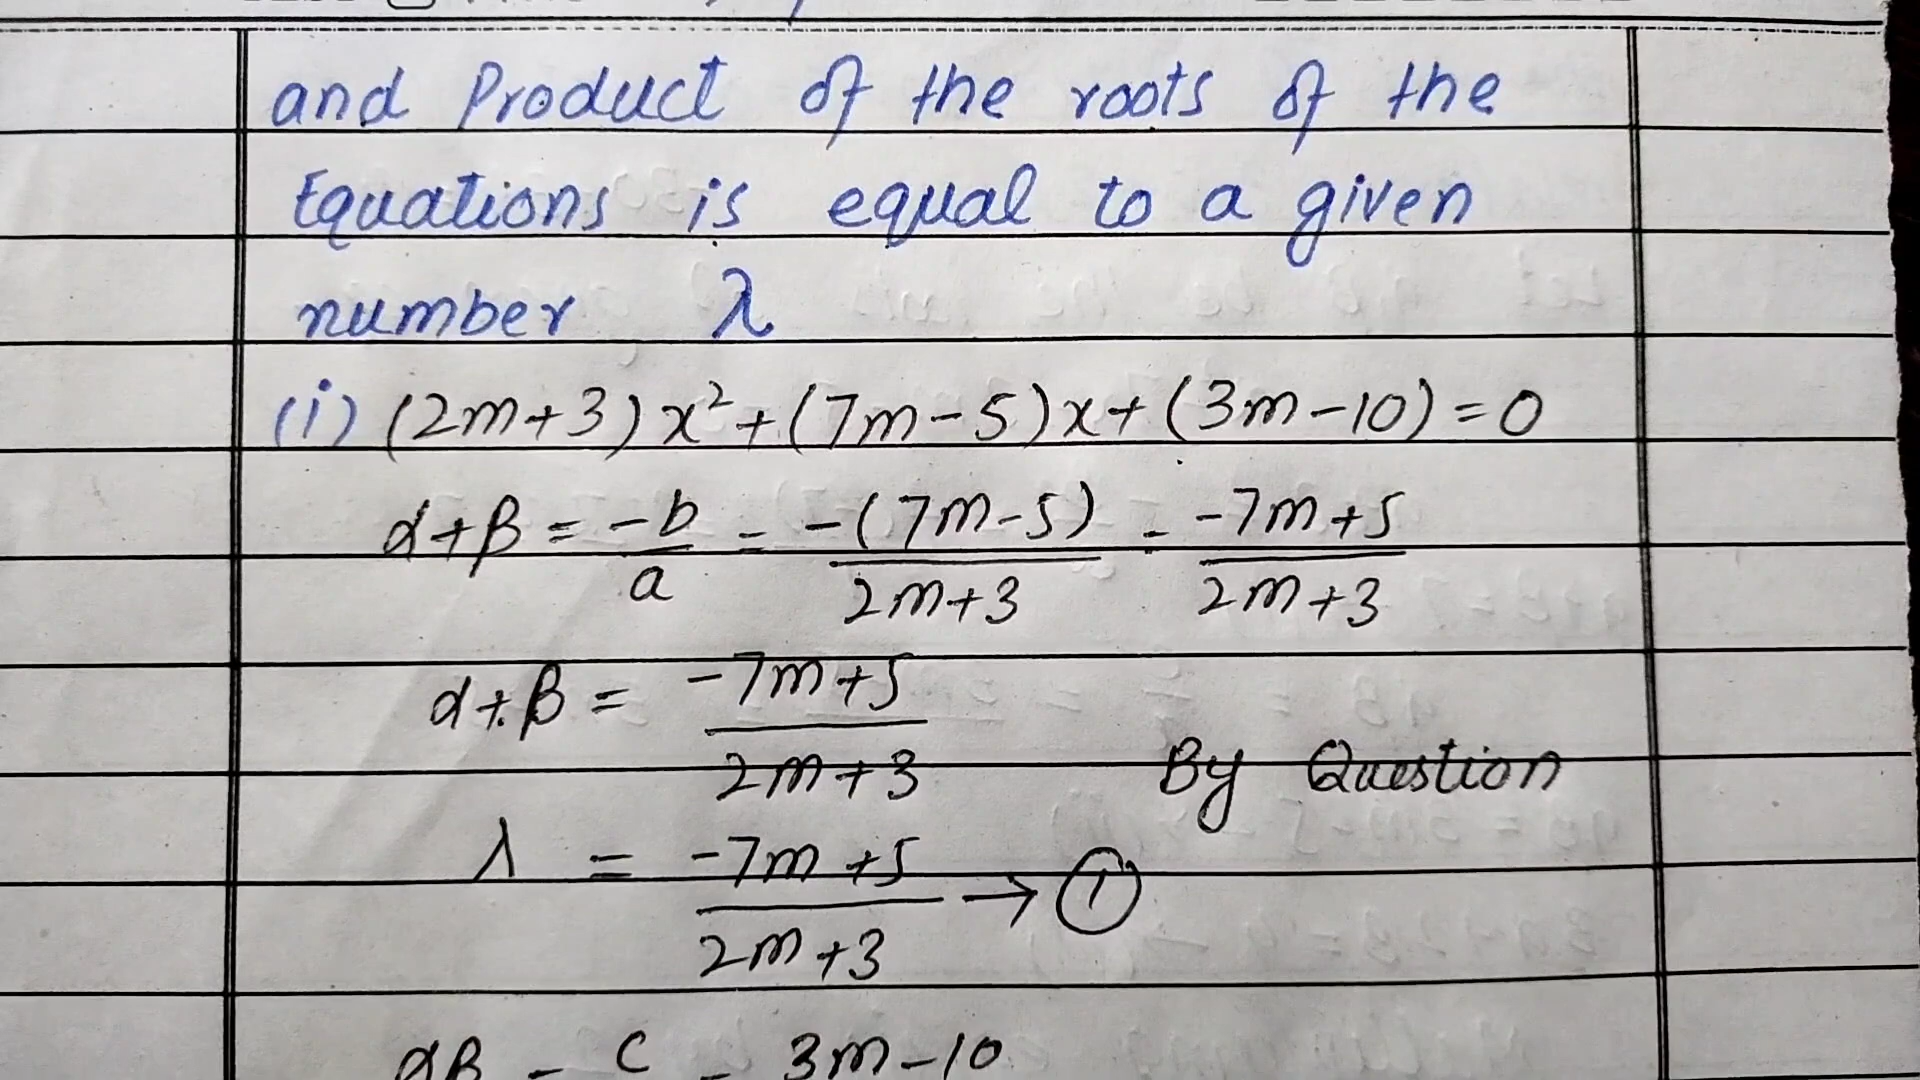 and Product of the roots of the
Equations is equal to a given
number λ
(i) (2m+3)x²+(7m-5)x+(3m-10)=0
α+β = -b/a = -(7m-5)/2m+3 = -7m+5/2m+3
α+β = -7m+5/2m+3
By Question
λ = -7m+5/2m+3 → ①
αβ = c = 3m-10